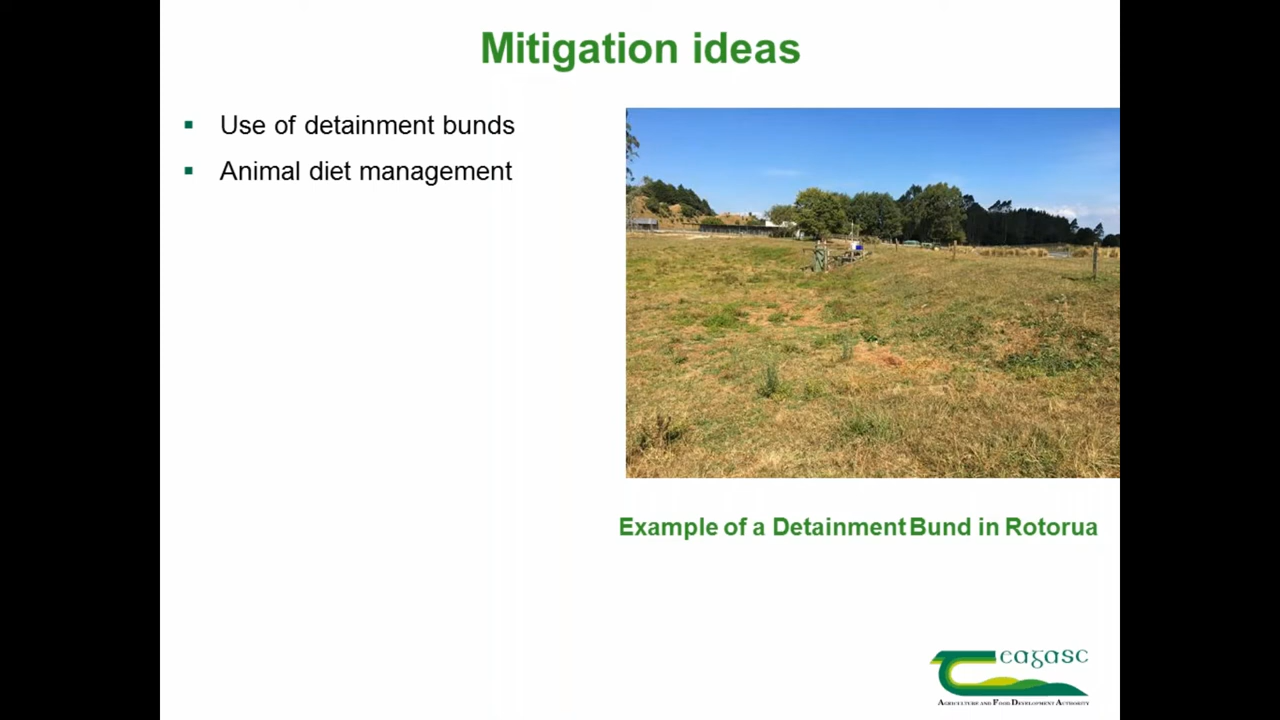 Mitigation ideas
Use of detainment bunds
Animal diet management
Example of a Detainment Bund in Rotorua
eagasc
AGRICULTURE AND FOOD DEVELOPMENT AUTHORITY